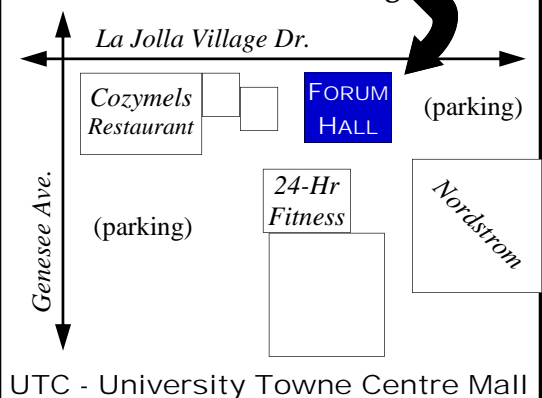 La Jolla Village Dr.
Cozymels
Restaurant
FORUM
HALL
(parking)
24-Hr
Fitness
Nordstrom
Genesee Ave.
(parking)
UTC - University Towne Centre Mall